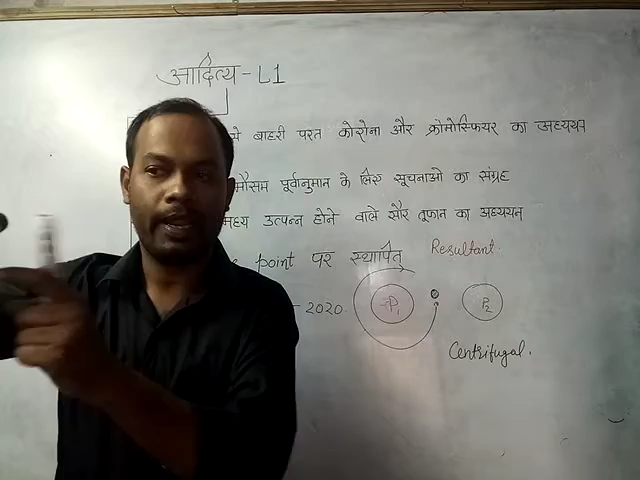 आदित्य - L1
बाहरी परत कोरोना और क्रोमोस्फियर का अध्ययन
मौसम पूर्वानुमान के लिए सूचनाओ का संग्रह
मध्य उत्पन्न होने वाले सौर तूफान का अध्ययन
point पर स्थापित
Resultant
- 2020.
P1
P2
Centrifugal.